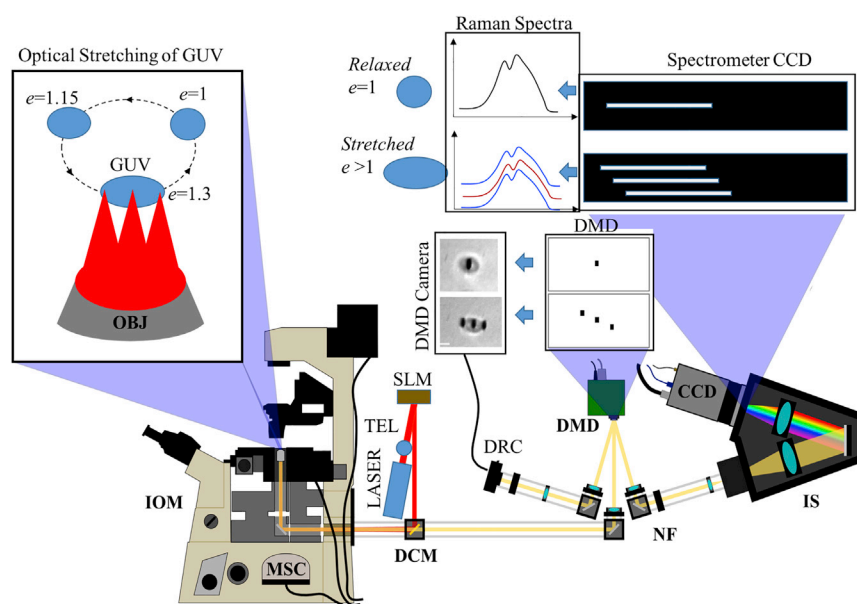 Optical Stretching of GUV
e=1.15
e=1
GUV
e=1.3
OBJ
Raman Spectra
Relaxed
e=1
Stretched
e >1
Spectrometer CCD
DMD
DMD Camera
SLM
TEL
LASER
DMD
CCD
DRC
IOM
IS
NF
DCM
MSC